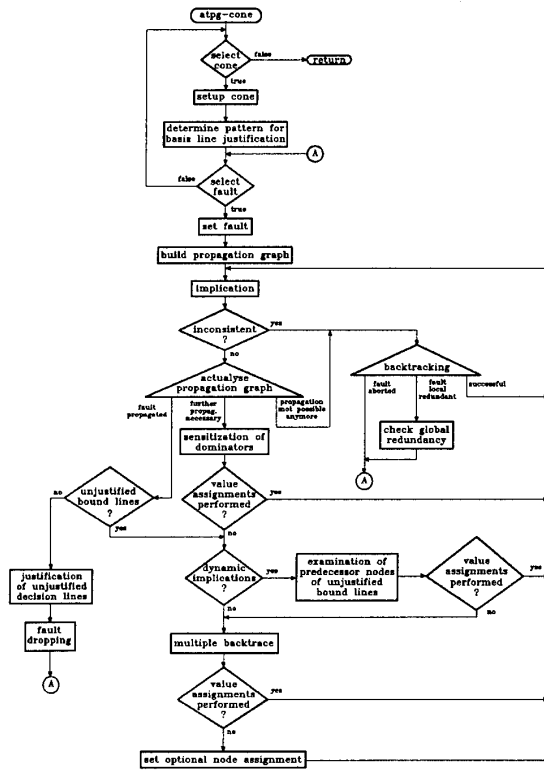 atpg-cone
select
cone
false
return
true
setup cone
determine pattern for
basis line justification
A
false
select
fault
true
set fault
build propagation graph
implication
inconsistent
?
yes
no
backtracking
actualyse
propagation graph
fault
aborted
fault
local
redundant
successful
fault
propagated
further
propag.
necessary
propagation
not possible
anymore
check global
redundancy
sensitization of
dominators
A
no
unjustified
bound lines
?
yes
value
assignments
performed
?
yes
no
justification
of unjustified
decision lines
dynamic
implications
?
yes
examination of
predecessor nodes
of unjustified
bound lines
value
assignments
performed
?
yes
no
no
fault
dropping
multiple backtrace
A
value
assignments
performed
?
yes
no
set optional node assignment